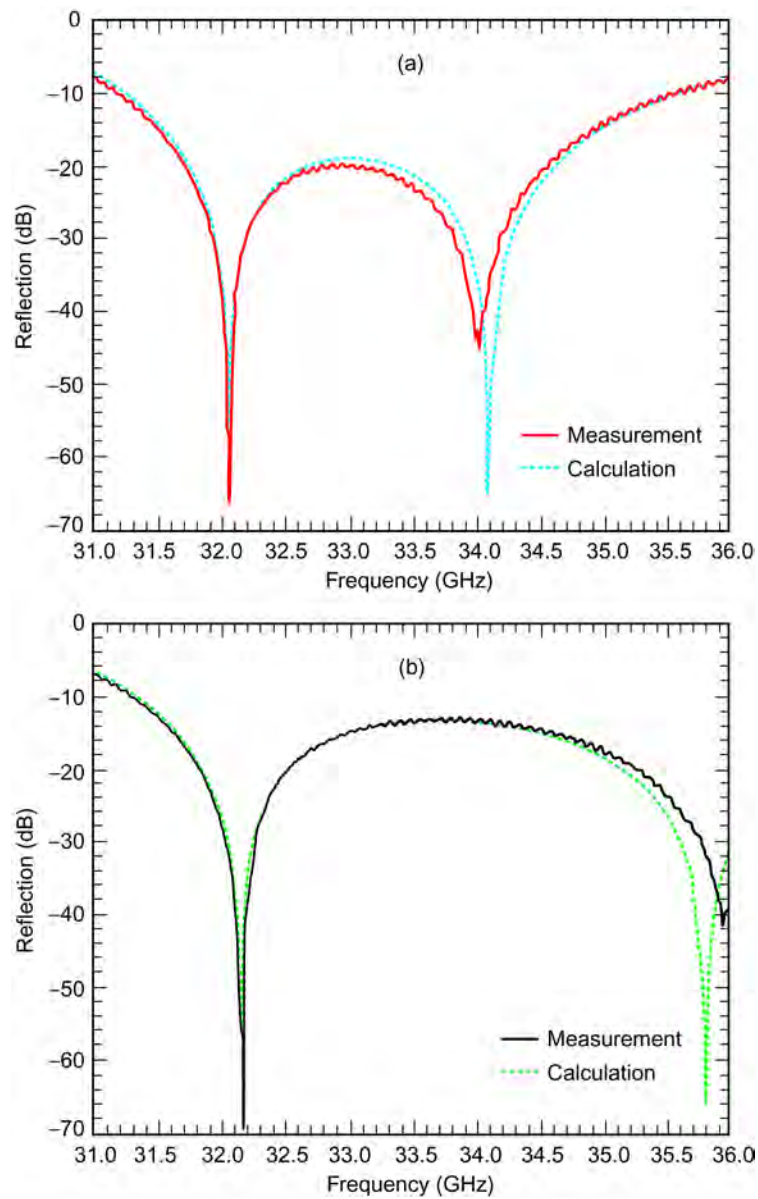 (a)
0
–10
–20
–30
–40
–50
–60
–70
Reflection (dB)
Measurement
Calculation
31.0 31.5 32.0 32.5 33.0 33.5 34.0 34.5 35.0 35.5 36.0
Frequency (GHz)
(b)
0
–10
–20
–30
–40
–50
–60
–70
Reflection (dB)
Measurement
Calculation
31.0 31.5 32.0 32.5 33.0 33.5 34.0 34.5 35.0 35.5 36.0
Frequency (GHz)